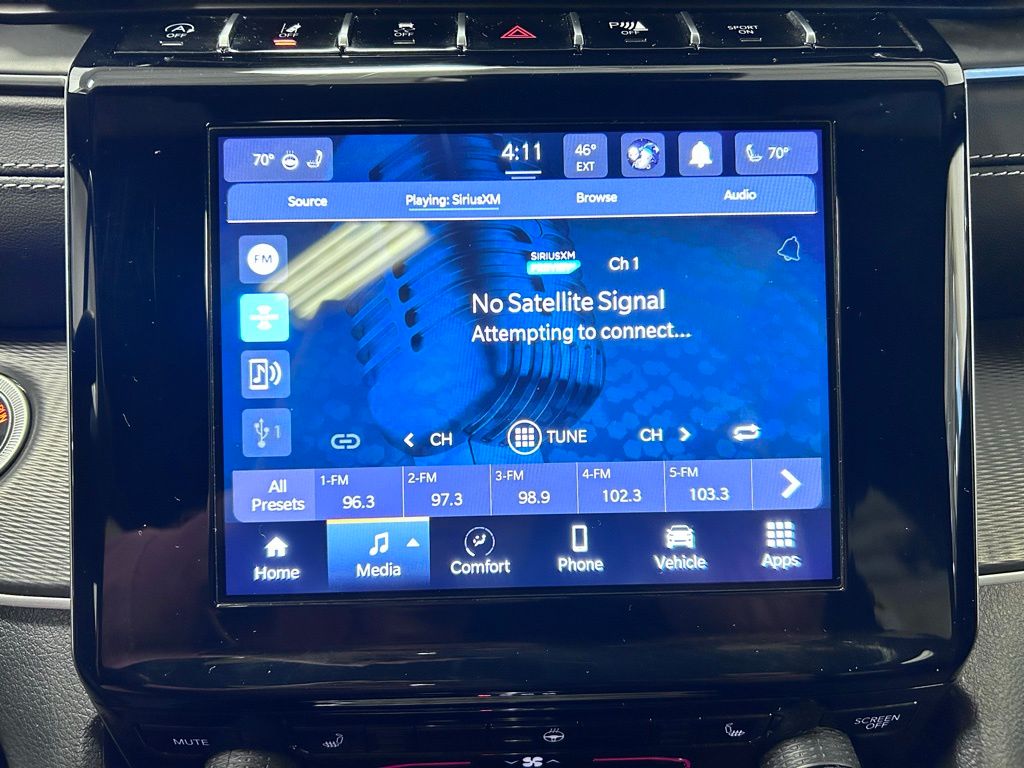 OFF
OFF
P OFF
SPORT
ON
70°
4:11
46°
EXT
70°
Source
Playing: SiriusXM
Browse
Audio
FM
SIRIUSXM
Ch 1
No Satellite Signal
Attempting to connect...
1
CH
TUNE
CH
All
Presets
1-FM
96.3
2-FM
97.3
3-FM
98.9
4-FM
102.3
5-FM
103.3
Home
Media
Comfort
Phone
Vehicle
Apps
MUTE
SCREEN
OFF